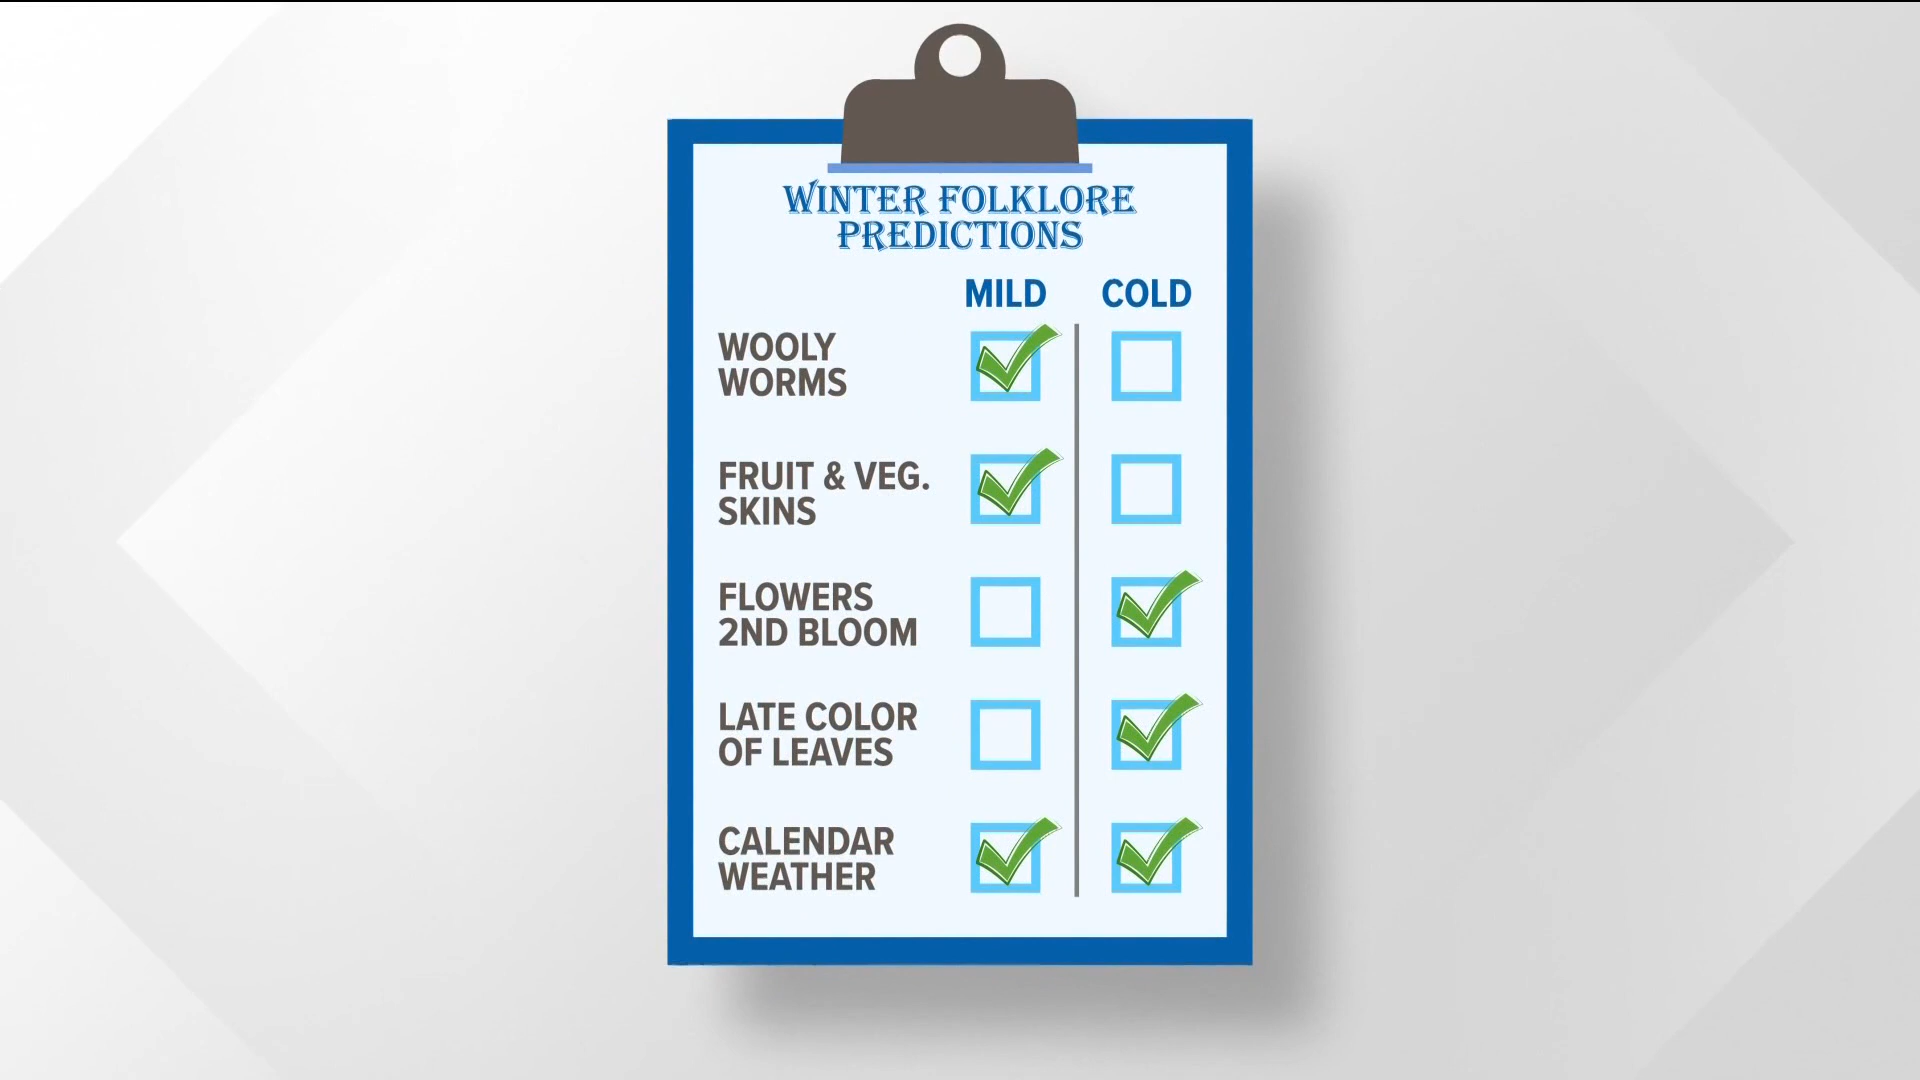 WINTER FOLKLORE
PREDICTIONS
MILD COLD
WOOLY
WORMS
FRUIT & VEG.
SKINS
FLOWERS
2ND BLOOM
LATE COLOR
OF LEAVES
CALENDAR
WEATHER